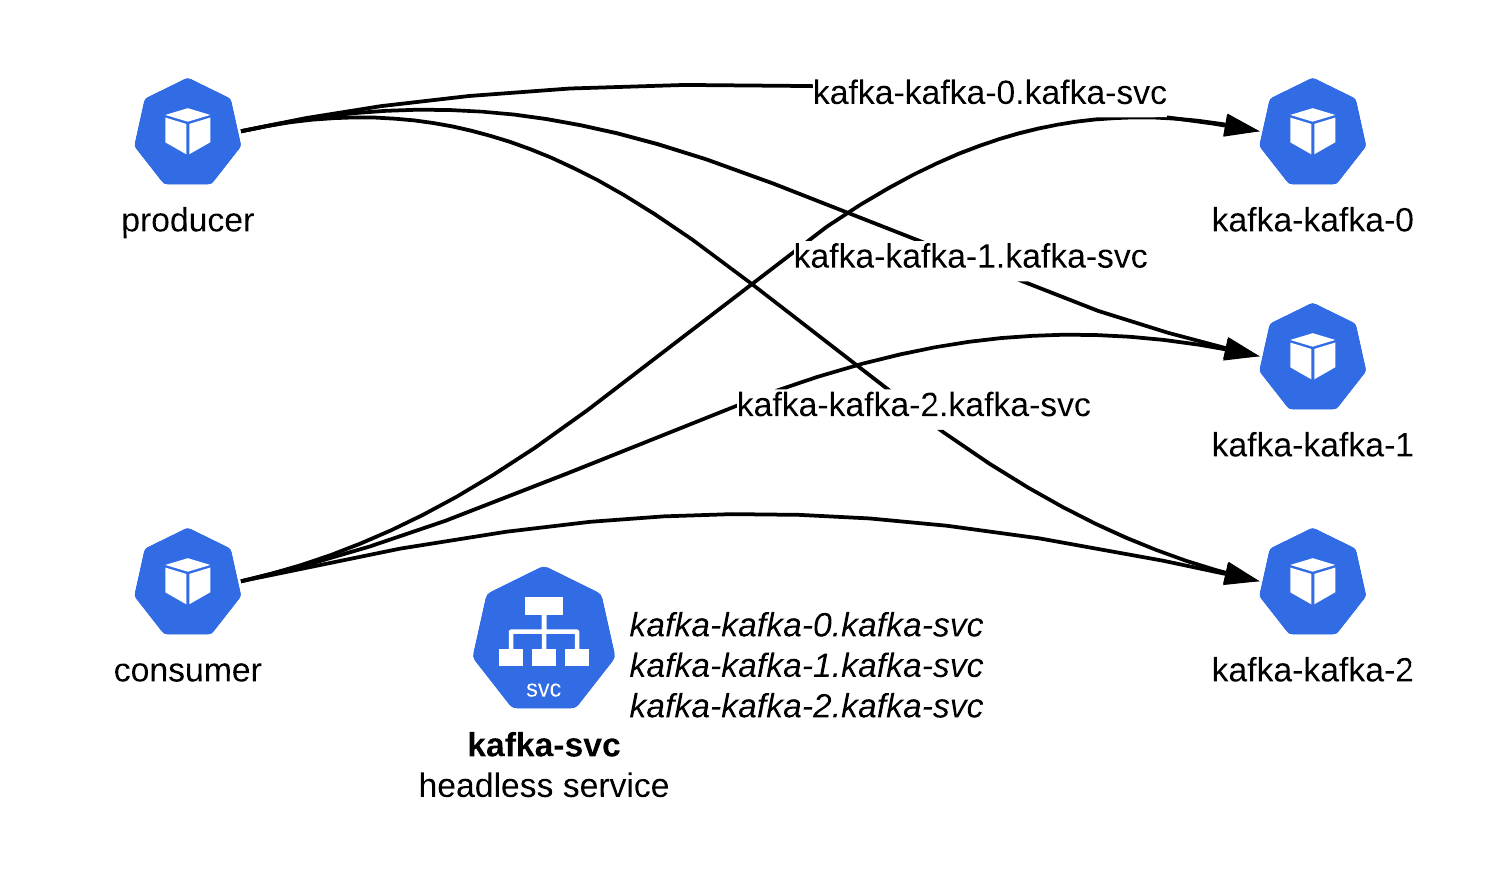 kafka-kafka-0.kafka-svc
producer
kafka-kafka-0
kafka-kafka-1.kafka-svc
kafka-kafka-2.kafka-svc
kafka-kafka-1
consumer
kafka-kafka-2
svc
kafka-kafka-0.kafka-svc
kafka-kafka-1.kafka-svc
kafka-kafka-2.kafka-svc
kafka-svc
headless service